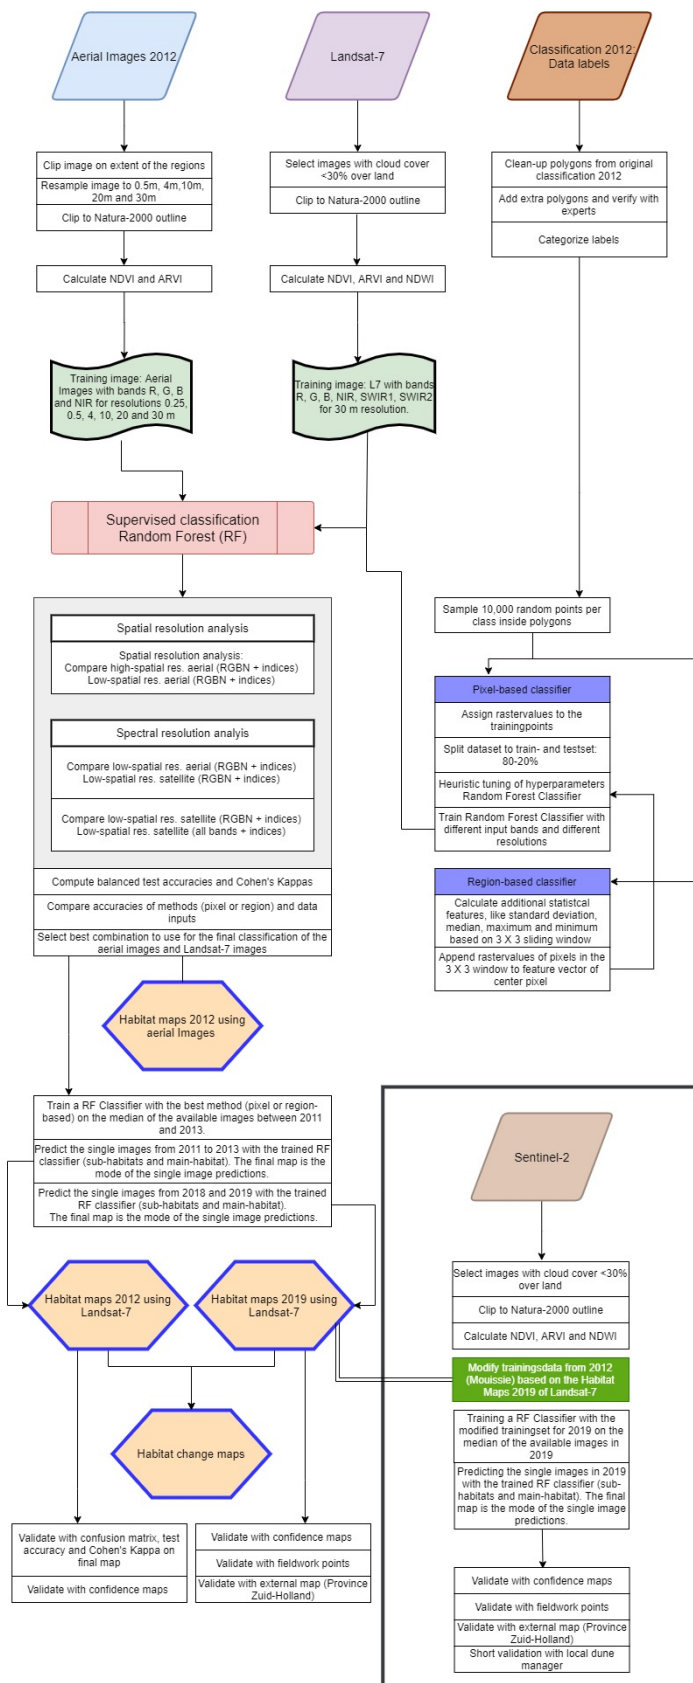 Aerial Images 2012
Landsat-7
Classification 2012:
Data labels
Clip image on extent of the regions
Resample image to 0.5m, 4m,10m,
20m and 30m
Clip to Natura-2000 outline
Calculate NDVI and ARVI
Select images with cloud cover
<30% over land
Clip to Natura-2000 outline
Calculate NDVI, ARVI and NDWI
Clean-up polygons from original
classification 2012
Add extra polygons and verify with
experts
Categorize labels
Training image: Aerial
Images with bands R, G, B
and NIR for resolutions 0.25,
0.5, 4, 10, 20 and 30 m
Training image: L7 with bands
R, G, B, NIR, SWIR1, SWIR2
for 30 m resolution.
Supervised classification
Random Forest (RF)
Spatial resolution analysis
Spatial resolution analysis:
Compare high-spatial res. aerial (RGBN + indices)
Low-spatial res. aerial (RGBN + indices)
Spectral resolution analyis
Compare low-spatial res. aerial (RGBN + indices)
Low-spatial res. satellite (RGBN + indices)
Compare low-spatial res. satellite (RGBN + indices)
Low-spatial res. satellite (all bands + indices)
Compute balanced test accuracies and Cohen's Kappas
Compare accuracies of methods (pixel or region) and data
inputs
Select best combination to use for the final classification of the
aerial images and Landsat-7 images
Sample 10,000 random points per
class inside polygons
Pixel-based classifier
Assign rastervalues to the
trainingpoints
Split dataset to train- and testset:
80-20%
Heuristic tuning of hyperparameters
Random Forest Classifier
Train Random Forest Classifier with
different input bands and different
resolutions
Region-based classifier
Calculate additional statistcal
features, like standard deviation,
median, maximum and minimum
based on 3 X 3 sliding window
Append rastervalues of pixels in the
3 X 3 window to feature vector of
center pixel
Habitat maps 2012 using
aerial Images
Train a RF Classifier with the best method (pixel or region-
based) on the median of the available images between 2011
and 2013.
Predict the single images from 2011 to 2013 with the trained RF
classifier (sub-habitats and main-habitat). The final map is the
mode of the single image predictions.
Predict the single images from 2018 and 2019 with the trained
RF classifier (sub-habitats and main-habitat).
The final map is the mode of the single image predictions.
Habitat maps 2012 using
Landsat-7
Habitat maps 2019 using
Landsat-7
Habitat change maps
Validate with confusion matrix, test
accuracy and Cohen's Kappa on
final map
Validate with confidence maps
Validate with confidence maps
Validate with fieldwork points
Validate with external map (Province
Zuid-Holland)
Sentinel-2
Select images with cloud cover <30%
over land
Clip to Natura-2000 outline
Calculate NDVI, ARVI and NDWI
Modify trainingsdata from 2012
(Mouissie) based on the Habitat
Maps 2019 of Landsat-7
Training a RF Classifier with the
modified trainingset for 2019 on the
median of the available images in
2019
Predicting the single images in 2019
with the trained RF classifier (sub-
habitats and main-habitat). The final
map is the mode of the single image
predictions.
Validate with confidence maps
Validate with fieldwork points
Validate with external map (Province
Zuid-Holland)
Short validation with local dune
manager